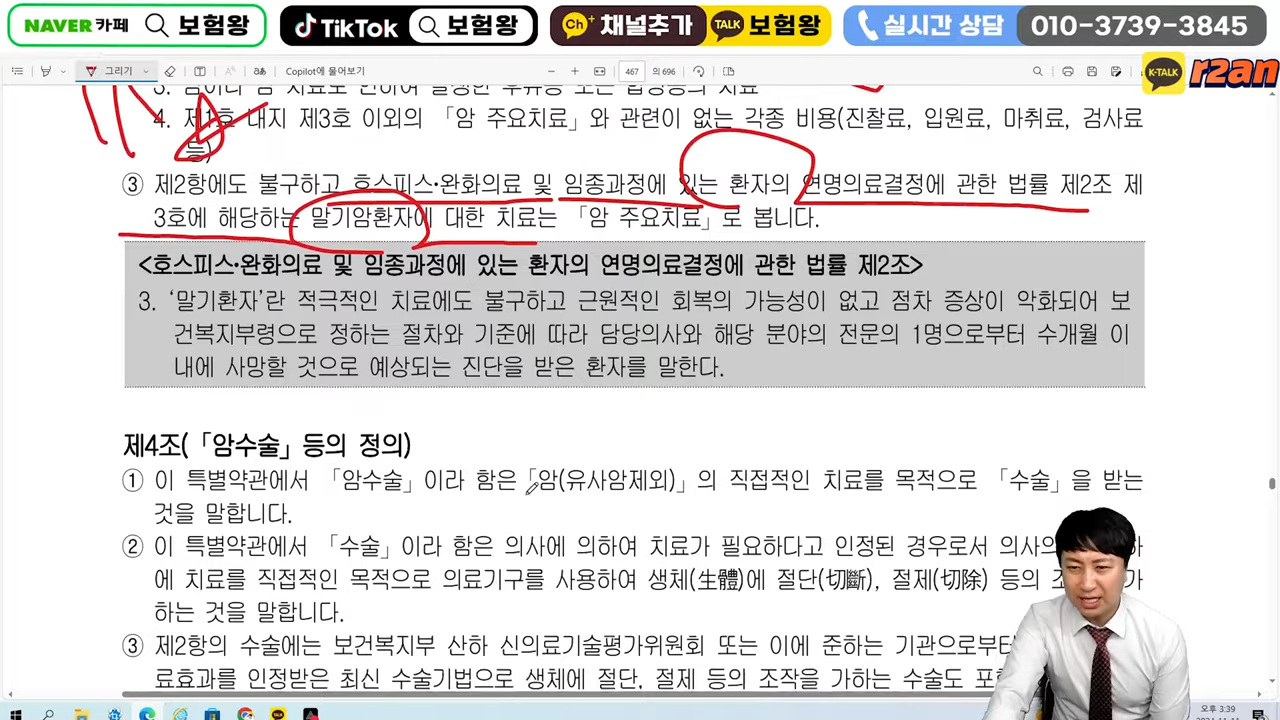 NAVER 카페 보험왕 TikTok 보험왕 Ch+ 채널추가 TALK 보험왕 실시간 상담 010-3739-3845
그리기 Copilot에 물어보기 467 의 696 K·TALK r2an
4. 제1호 내지 제3호 이외의 「암 주요치료」와 관련이 없는 각종 비용(진찰료, 입원료, 마취료, 검사료
등)
③ 제2항에도 불구하고 호스피스·완화의료 및 임종과정에 있는 환자의 연명의료결정에 관한 법률 제2조 제
3호에 해당하는 말기암환자에 대한 치료는 「암 주요치료」로 봅니다.
<호스피스·완화의료 및 임종과정에 있는 환자의 연명의료결정에 관한 법률 제2조>
3. ‘말기환자’란 적극적인 치료에도 불구하고 근원적인 회복의 가능성이 없고 점차 증상이 악화되어 보
건복지부령으로 정하는 절차와 기준에 따라 담당의사와 해당 분야의 전문의 1명으로부터 수개월 이
내에 사망할 것으로 예상되는 진단을 받은 환자를 말한다.
제4조(「암수술」등의 정의)
① 이 특별약관에서 「암수술」이라 함은 「암(유사암제외)」의 직접적인 치료를 목적으로 「수술」을 받는
것을 말합니다.
② 이 특별약관에서 「수술」이라 함은 의사에 의하여 치료가 필요하다고 인정된 경우로서 의사의
에 치료를 직접적인 목적으로 의료기구를 사용하여 생체(生體)에 절단(切斷), 절제(切除) 등의 가
하는 것을 말합니다.
③ 제2항의 수술에는 보건복지부 산하 신의료기술평가위원회 또는 이에 준하는 기관으로부터
료효과를 인정받은 최신 수술기법으로 생체에 절단, 절제 등의 조작을 가하는 수술도
오후 3:39